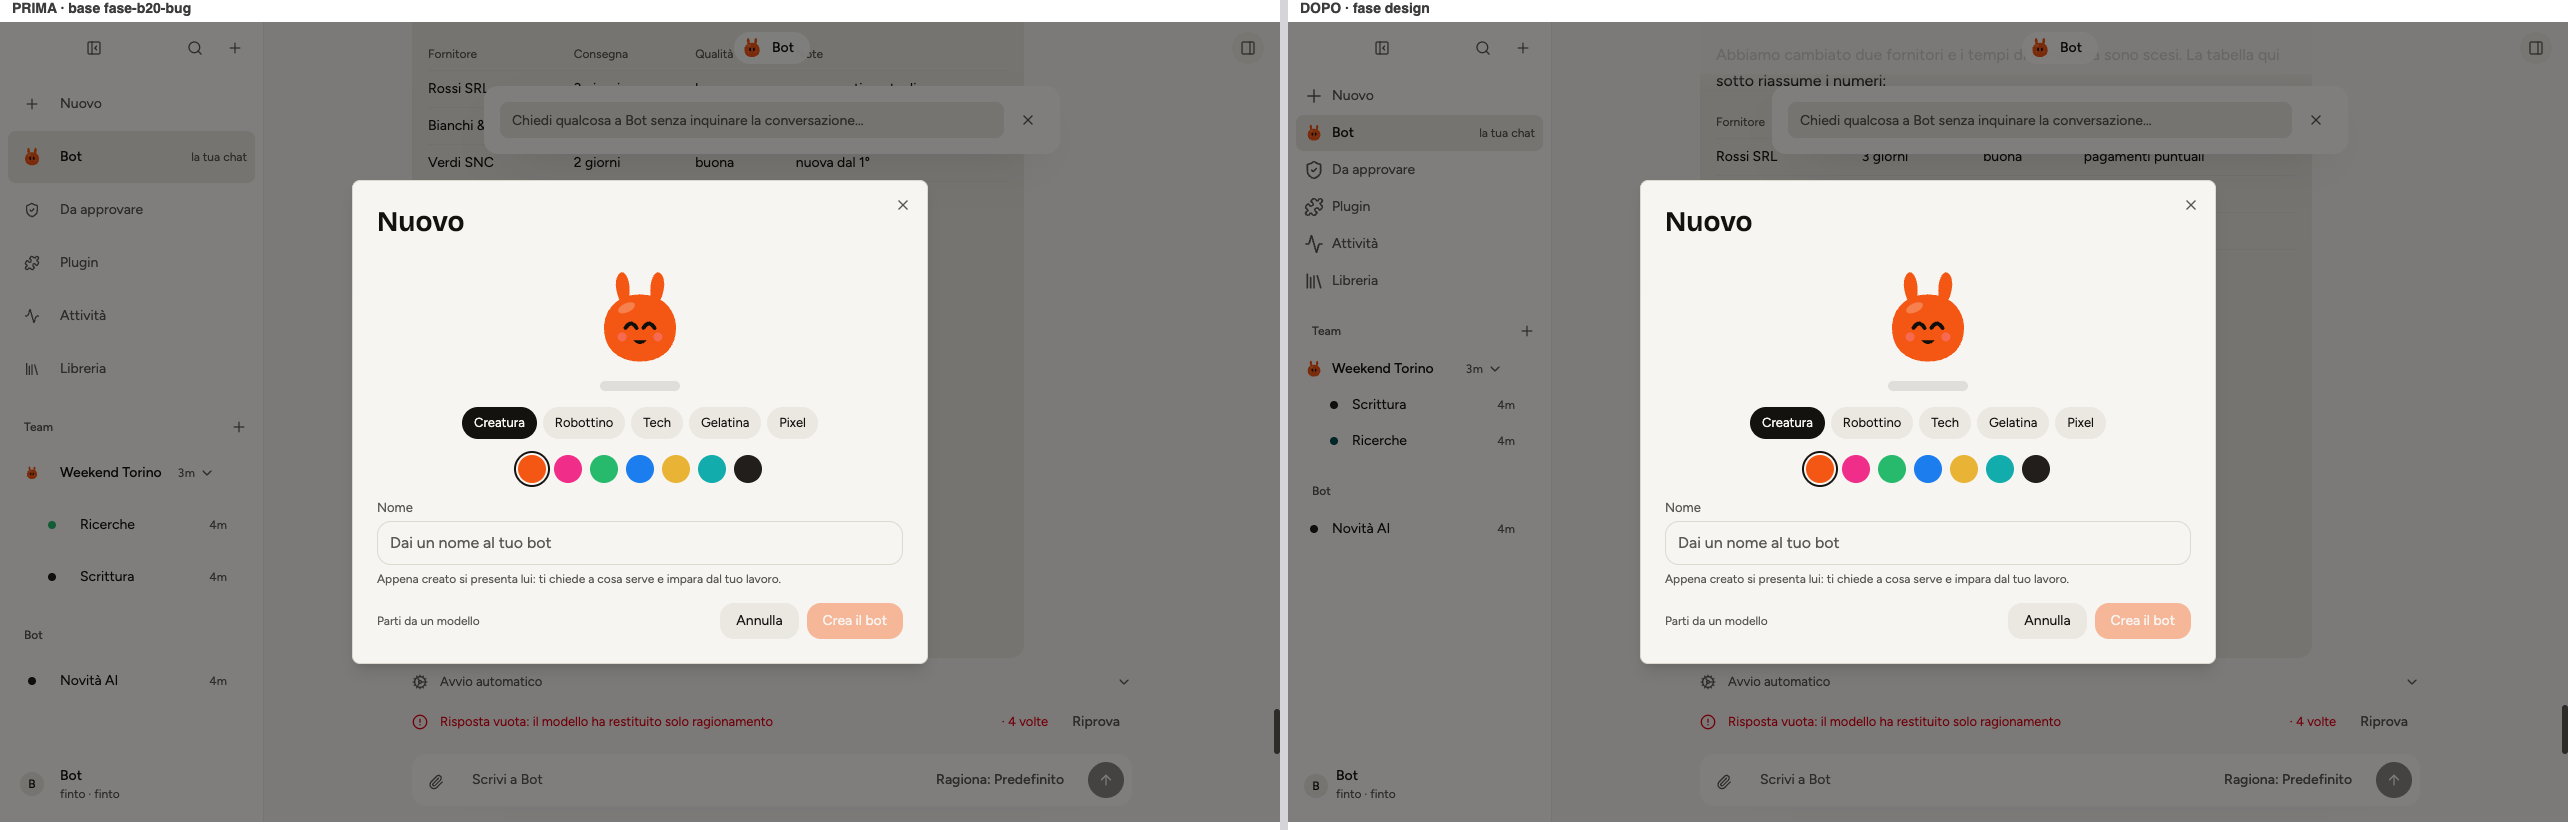 PRIMA · base fase-b20-bug
Nuovo
Bot la tua chat
Da approvare
Plugin
Attività
Libreria
Team
Weekend Torino 3m
Ricerche 4m
Scrittura 4m
Bot
Novità AI 4m
B
Bot
finto · finto
Bot
Fornitore Consegna Qualità
Rossi SRL
Bianchi &
Chiedi qualcosa a Bot senza inquinare la conversazione...
Verdi SNC 2 giorni buona nuova dal 1°
Nuovo
Creatura Robottino Tech Gelatina Pixel
Nome
Dai un nome al tuo bot
Appena creato si presenta lui: ti chiede a cosa serve e impara dal tuo lavoro.
Parti da un modello Annulla Crea il bot
Avvio automatico
Risposta vuota: il modello ha restituito solo ragionamento · 4 volte Riprova
Scrivi a Bot Ragiona: Predefinito
DOPO · fase design
Nuovo
Bot la tua chat
Da approvare
Plugin
Attività
Libreria
Team
Weekend Torino 3m
Scrittura 4m
Ricerche 4m
Bot
Novità AI 4m
B
Bot
finto · finto
Bot
Abbiamo cambiato due fornitori e i tempi sono scesi. La tabella qui
sotto riassume i numeri:
Fornitore
Chiedi qualcosa a Bot senza inquinare la conversazione...
Rossi SRL 3 giorni buona pagamenti puntuali
Nuovo
Creatura Robottino Tech Gelatina Pixel
Nome
Dai un nome al tuo bot
Appena creato si presenta lui: ti chiede a cosa serve e impara dal tuo lavoro.
Parti da un modello Annulla Crea il bot
Avvio automatico
Risposta vuota: il modello ha restituito solo ragionamento · 4 volte Riprova
Scrivi a Bot Ragiona: Predefinito